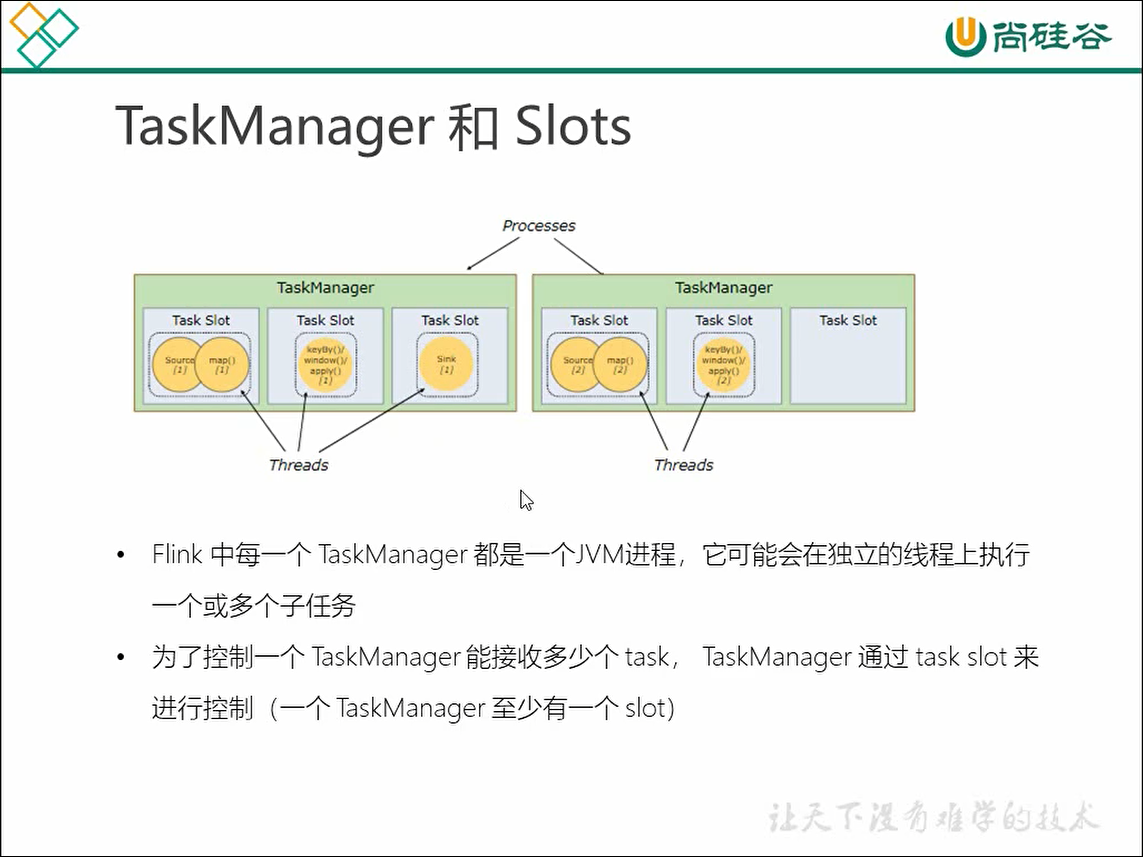 尚硅谷
TaskManager 和 Slots
Processes
TaskManager
TaskManager
Task Slot
Task Slot
Task Slot
Task Slot
Task Slot
Task Slot
Source
[1]
map()
[1]
keyBy()/
window()/
apply()
[1]
Sink
[1]
Source
[2]
map()
[2]
keyBy()/
window()/
apply()
[2]
Threads
Threads
• Flink 中每一个 TaskManager 都是一个JVM进程，它可能会在独立的线程上执行
一个或多个子任务
• 为了控制一个 TaskManager 能接收多少个 task， TaskManager 通过 task slot 来
进行控制（一个 TaskManager 至少有一个 slot）
让天下没有难学的技术